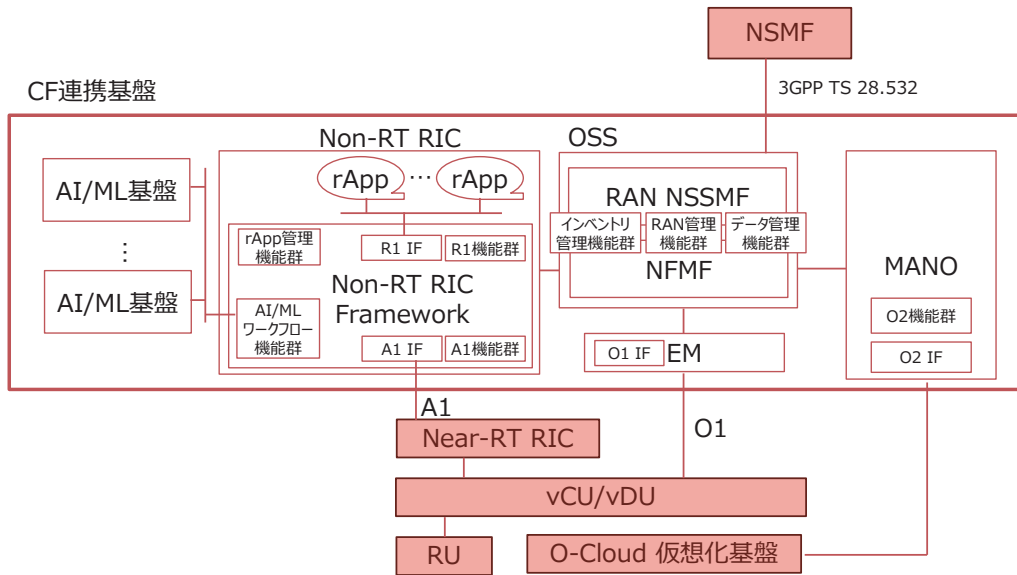 NSMF
3GPP TS 28.532
CF連携基盤
Non-RT RIC
OSS
AI/ML基盤
⋮
AI/ML基盤
rApp
…
rApp
rApp管理
機能群
R1 IF
R1機能群
Non-RT RIC
Framework
AI/ML
ワークフロー
機能群
A1 IF
A1機能群
RAN NSSMF
インベントリ
管理機能群
RAN管理
機能群
データ管理
機能群
NFMF
O1 IF
EM
MANO
O2機能群
O2 IF
A1
O1
Near-RT RIC
vCU/vDU
RU
O-Cloud 仮想化基盤